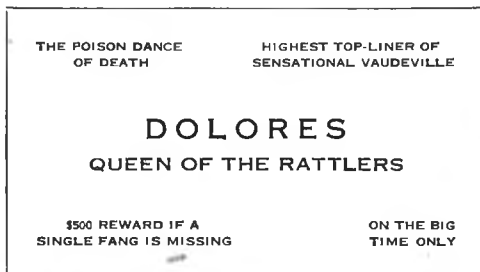 THE POISON DANCE
OF DEATH
HIGHEST TOP-LINER OF
SENSATIONAL VAUDEVILLE
DOLORES
QUEEN OF THE RATTLERS
$500 REWARD IF A
SINGLE FANG IS MISSING
ON THE BIG
TIME ONLY